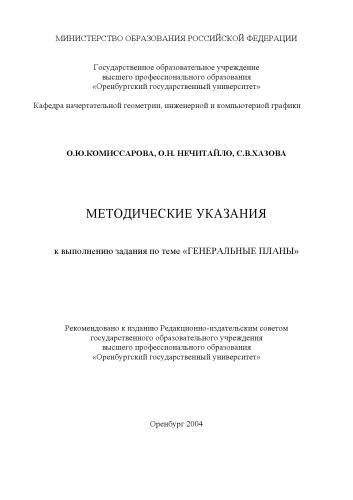 МИНИСТЕРСТВО ОБРАЗОВАНИЯ РОССИЙСКОЙ ФЕДЕРАЦИИ
Государственное образовательное учреждение
высшего профессионального образования
«Оренбургский государственный университет»
Кафедра начертательной геометрии, инженерной и компьютерной графики
О.Ю.КОМИССАРОВА, О.Н. НЕЧИТАЙЛО, С.В.ХАЗОВА
МЕТОДИЧЕСКИЕ УКАЗАНИЯ
к выполнению задания по теме «ГЕНЕРАЛЬНЫЕ ПЛАНЫ»
Рекомендовано к изданию Редакционно-издательским советом
государственного образовательного учреждения
высшего профессионального образования
«Оренбургский государственный университет»
Оренбург 2004